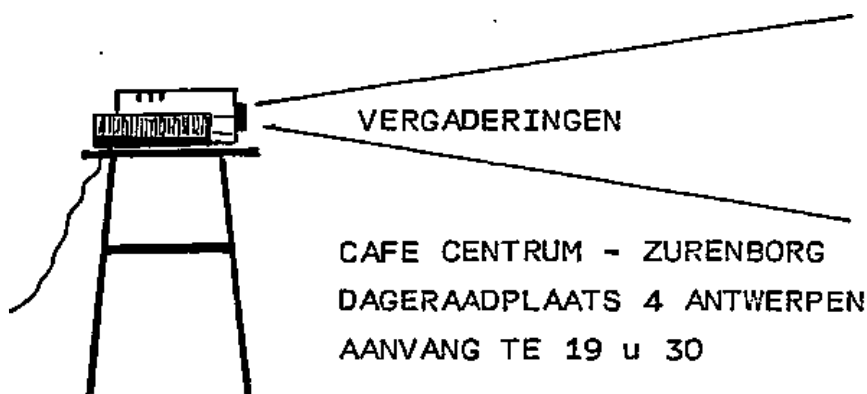 VERGADERINGEN
CAFE CENTRUM - ZURENBORG
DAGERAADPLAATS 4 ANTWERPEN
AANVANG TE 19 u 30